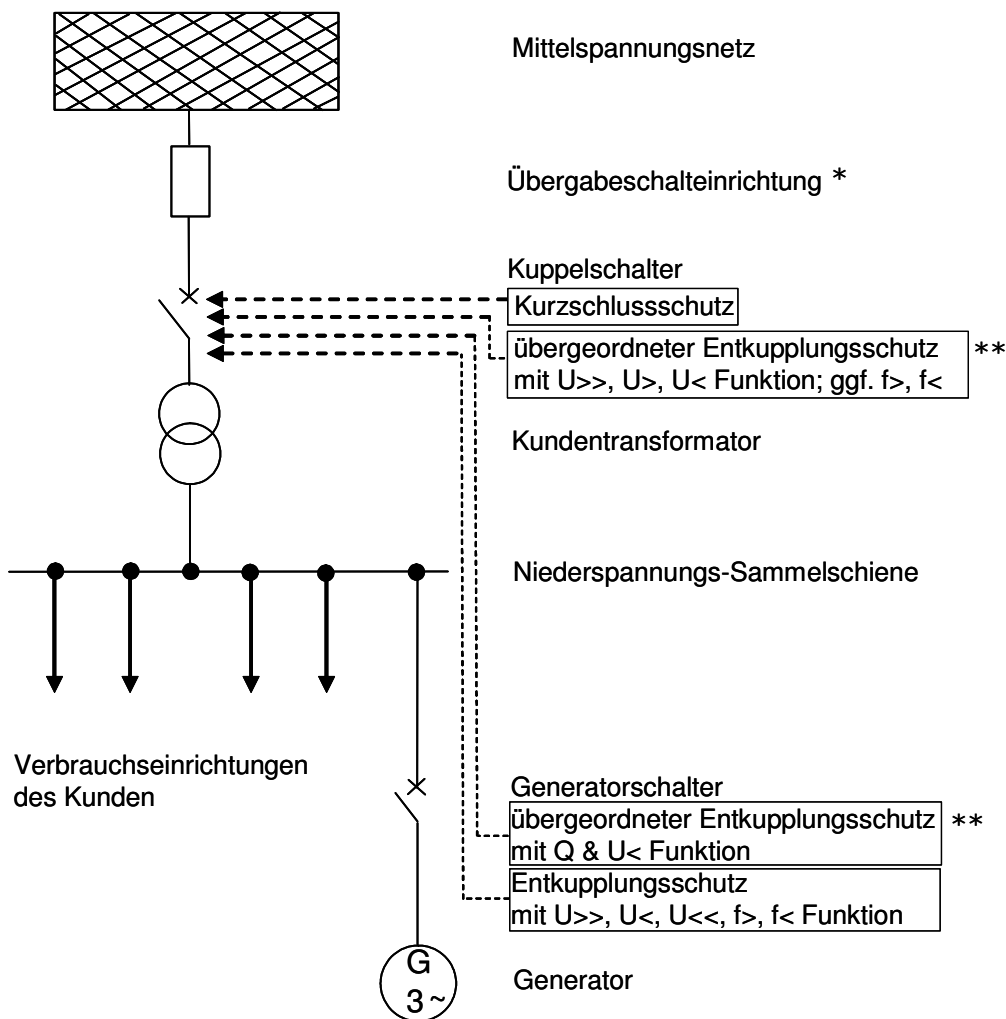 Mittelspannungsnetz
Übergabeschalteinrichtung *
Kuppelschalter
Kurzschlussschutz
übergeordneter Entkupplungsschutz **
mit U>>, U>, U< Funktion; ggf. f>, f<
Kundentransformator
Niederspannungs-Sammelschiene
Verbrauchseinrichtungen
des Kunden
Generatorschalter
übergeordneter Entkupplungsschutz **
mit Q & U< Funktion
Entkupplungsschutz
mit U>>, U<, U<<, f>, f< Funktion
G
3~
Generator